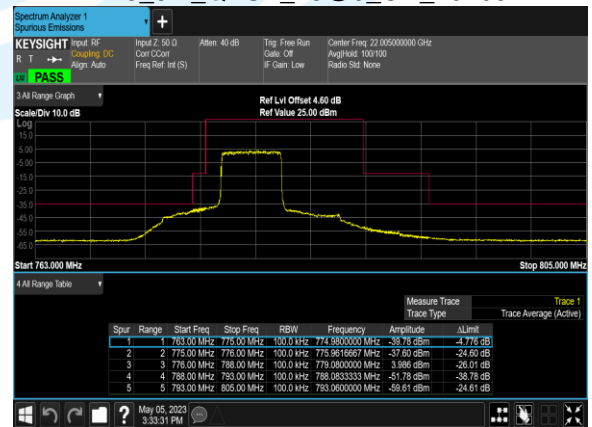 Spectrum Analyzer 1
Spurious Emissions
KEYSIGHT Input: RF Input Z: 50 Ω Atten: 40 dB Trig: Free Run Center Freq: 22.005000000 GHz
R T Coupling: DC Corr CCorr Gate: Off Avg|Hold: 100/100
Align: Auto Freq Ref: Int (S) IF Gain: Low Radio Std: None
LXI PASS
3 All Range Graph
Ref Lvl Offset 4.60 dB
Scale/Div 10.0 dB Ref Value 25.00 dBm
Log
15.0
5.00
-5.00
-15.0
-25.0
-35.0
-45.0
-55.0
-65.0
Start 763.000 MHz Stop 805.000 MHz
4 All Range Table
Measure Trace Trace 1
Trace Type Trace Average (Active)
Spur Range Start Freq Stop Freq RBW Frequency Amplitude ΔLimit
1 1 763.00 MHz 775.00 MHz 100.0 kHz 774.9800000 MHz -39.78 dBm -4.776 dB
2 2 775.00 MHz 776.00 MHz 100.0 kHz 775.9616667 MHz -37.60 dBm -24.60 dB
3 3 776.00 MHz 788.00 MHz 100.0 kHz 779.0800000 MHz 3.986 dBm -26.01 dB
4 4 788.00 MHz 793.00 MHz 100.0 kHz 788.0833333 MHz -51.78 dBm -38.78 dB
5 5 793.00 MHz 805.00 MHz 100.0 kHz 793.0600000 MHz -59.61 dBm -24.61 dB
? May 05, 2023
3:33:31 PM